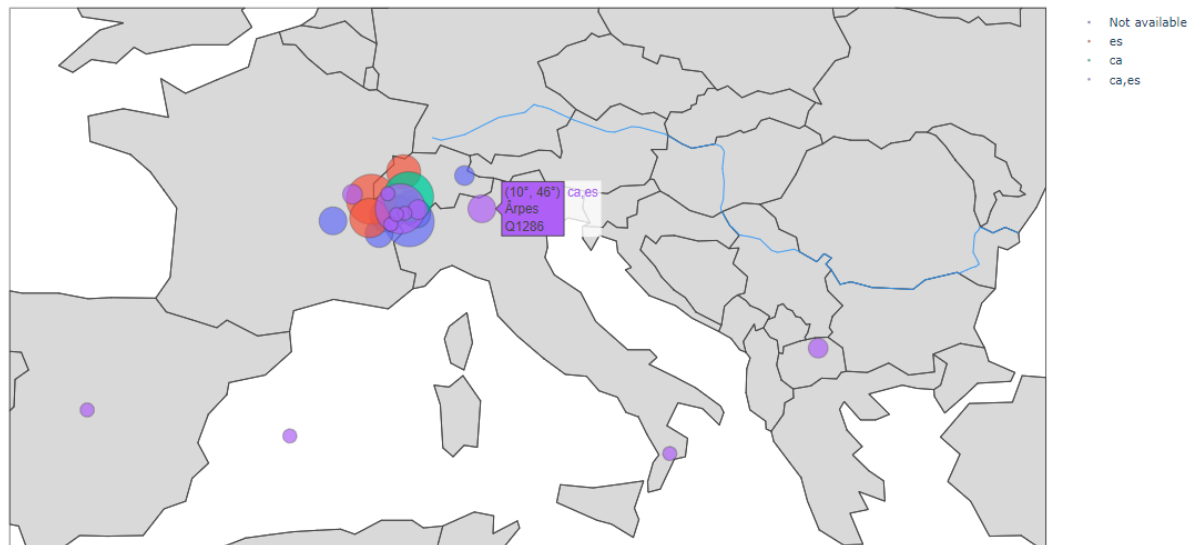 Not available
es
ca
ca,es
(10°, 46°) ca,es
Àrpes
Q1286